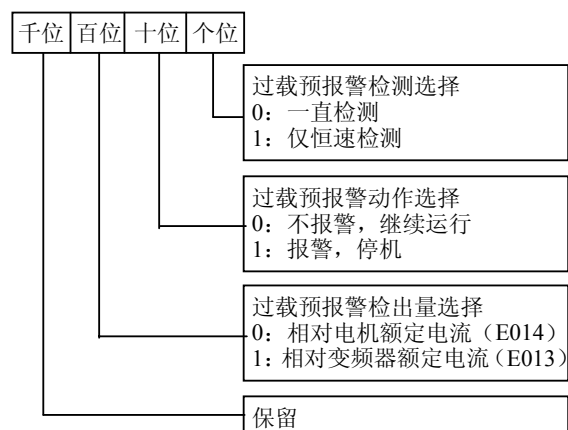 千位 百位 十位 个位
过载预报警检测选择
0：一直检测
1：仅恒速检测
过载预报警动作选择
0：不报警，继续运行
1：报警，停机
过载预报警检出量选择
0：相对电机额定电流（E014）
1：相对变频器额定电流（E013）
保留